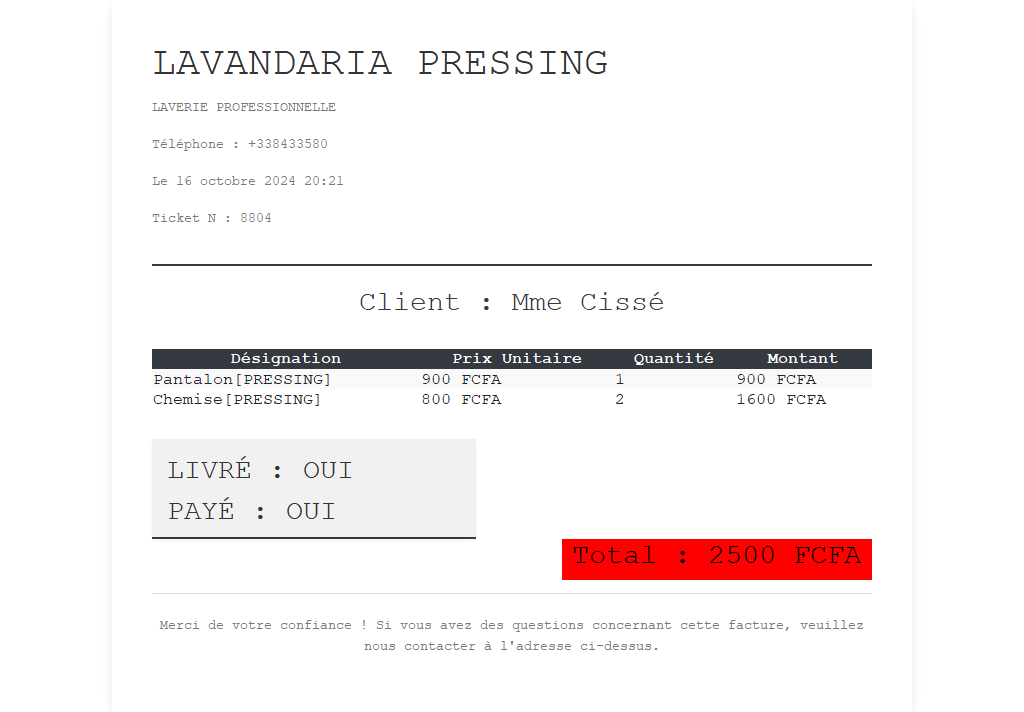 LAVANDARIA PRESSING
LAVERIE PROFESSIONNELLE
Téléphone : +338433580
Le 16 octobre 2024 20:21
Ticket N : 8804
Client : Mme Cissé
Désignation Prix Unitaire Quantité Montant
Pantalon[PRESSING] 900 FCFA 1 900 FCFA
Chemise[PRESSING] 800 FCFA 2 1600 FCFA
LIVRÉ : OUI
PAYÉ : OUI
Total : 2500 FCFA
Merci de votre confiance ! Si vous avez des questions concernant cette facture, veuillez
nous contacter à l'adresse ci-dessus.